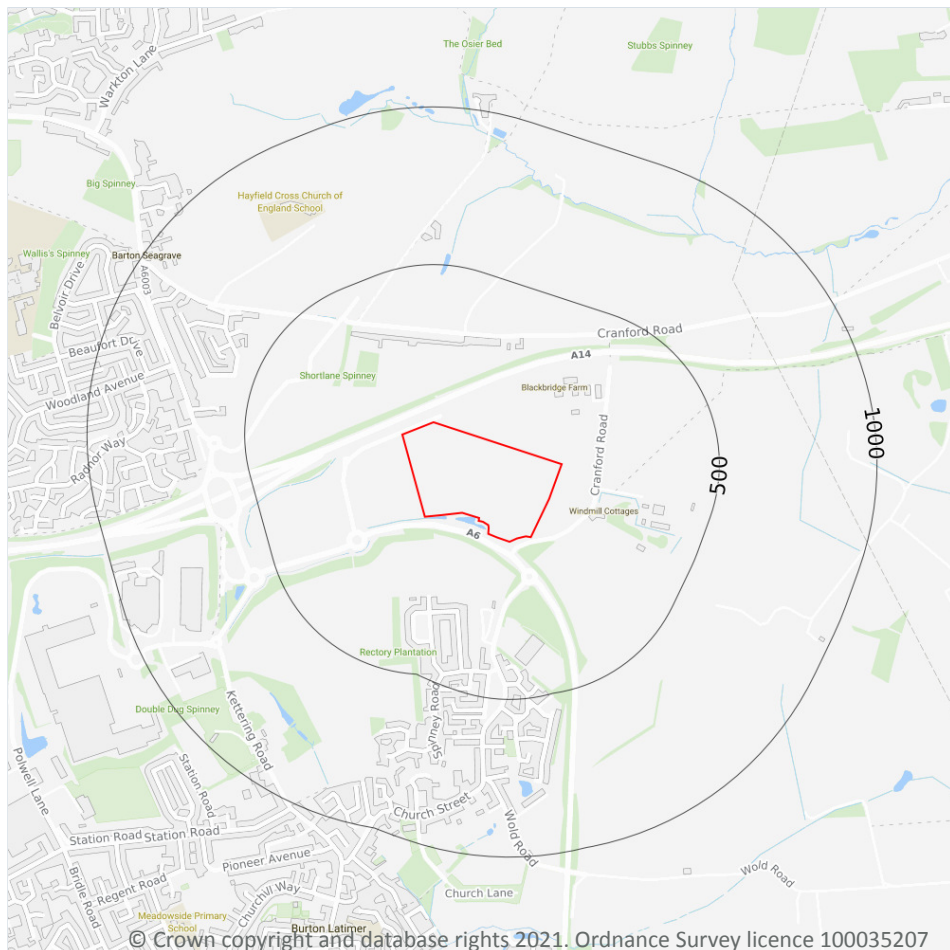 The Osier Bed
Stubbs Spinney
Warkton Lane
Big Spinney
Hayfield Cross Church of
England School
Wallis's Spinney
Barton Seagrave
A6003
Belvoir Drive
Beaufort Drive
Cranford Road
A14
Shortlane Spinney
Blackbridge Farm
Woodland Avenue
Radnor Way
Cranford Road
1000
500
Windmill Cottages
A6
Rectory Plantation
Kettering Road
Spinney Road
Double Dug Spinney
Polwell Lane
Station Road
Church Street
Wold Road
Station Road
Station Road
Pioneer Avenue
Bridle Road
Regent Road
Wold Road
Church Lane
Meadowside Primary
School
Burton Latimer
© Crown copyright and database rights 2021. Ordnance Survey licence 100035207